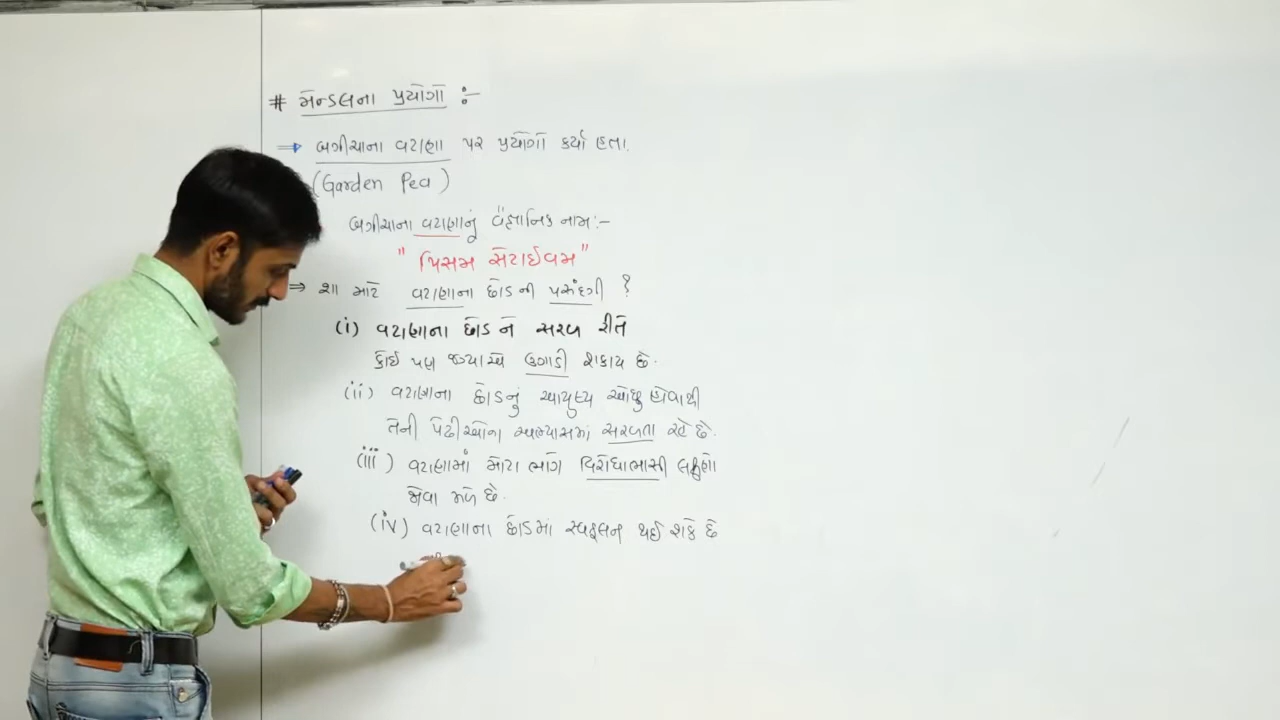 # મેન્ડલના પ્રયોગો :-
⇒ બગીચાના વટાણા પર પ્રયોગો કર્યા હતા.
(Garden Pea)
બગીચાના વટાણાનું વૈજ્ઞાનિક નામ:-
"પિસમ સેટાઈવમ"
⇒ શા માટે વટાણાના છોડની પસંદગી ?
(i) વટાણાના છોડને સરળ રીતે
કોઈ પણ જગ્યાએ ઉગાડી શકાય છે.
(ii) વટાણાના છોડનું આયુષ્ય ઓછુ હોવાથી
તેની પેઢીઓના અભ્યાસમાં સરળતા રહે છે.
(iii) વટાણામાં મોટા ભાગે વિરોધાભાસી લક્ષણો
જોવા મળે છે.
(iv) વટાણાના છોડમાં સ્વફલન થઈ શકે છે